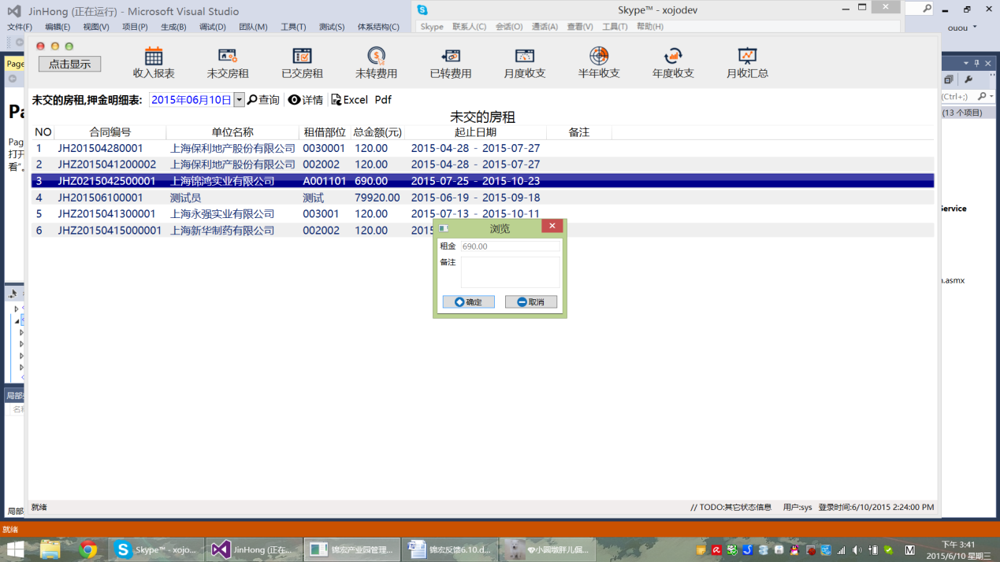 JinHong (正在运行) - Microsoft Visual Studio
Skype™ - xojodev
文件(F) 编辑(E) 视图(V) 项目(P) 生成(B) 调试(D) 团队(M) 工具(T) 测试(S) 体系结构(C)
Skype 联系人(C) 会话(O) 通话(A) 查看(V) 工具(T) 帮助(H)
ouou
点击显示
收入报表 未交房租 已交房租 未转费用 已转费用 月度收支 半年收支 年度收支 月收汇总
Page
(Ctrl+;)
未交的房租,押金明细表: 2015年06月10日 查询 详情 Excel Pdf
(13 个项目)
未交的房租
NO 合同编号 单位名称 租借部位 总金额(元) 起止日期 备注
1 JH201504280001 上海保利地产股份有限公司 0030001 120.00 2015-04-28 - 2015-07-27
2 JHZ2015041200002 上海保利地产股份有限公司 002002 120.00 2015-04-28 - 2015-07-27
3 JHZ0215042500001 上海锦鸿实业有限公司 A001101 690.00 2015-07-25 - 2015-10-23
4 JH201506100001 测试员 测试 79920.00 2015-06-19 - 2015-09-18
5 JHZ2015041300001 上海永强实业有限公司 003001 120.00 2015-07-13 - 2015-10-11
6 JHZ20150415000001 上海新华制药有限公司 002002 120.00 2015
Pa
Pag
打开
看"。
Service
.asmx
浏览
租金 690.00
备注
确定 取消
局部
名称
局部
就绪
// TODO:其它状态信息 用户:sys 登录时间:6/10/2015 2:24:00 PM
就绪
Skype™ - xojo... JinHong (正在... 锦宏产业园管理... 锦宏反馈6.10.d...
M
下午 3:41
2015/6/10 星期三